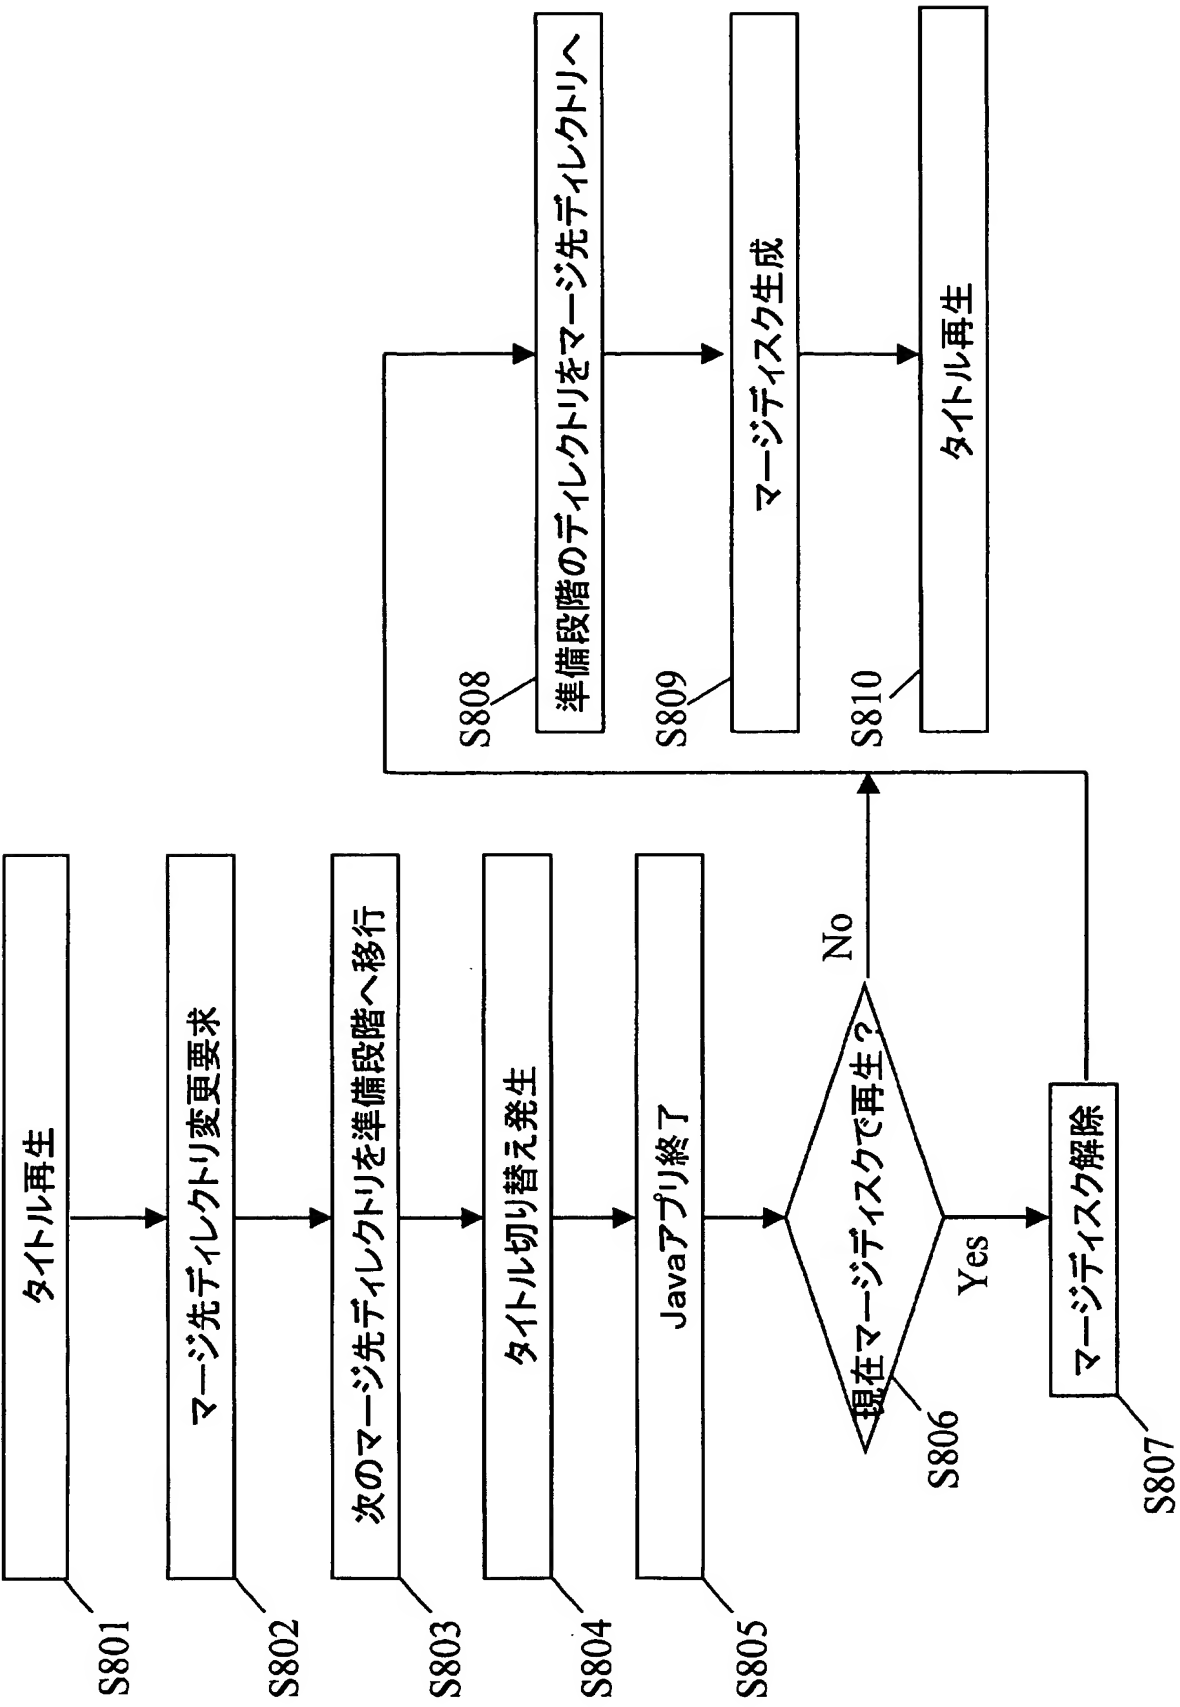 S801
タイトル再生
S802
マージ先ディレクトリ変更要求
S803
次のマージ先ディレクトリを準備段階へ移行
S804
タイトル切り替え発生
S805
Javaアプリ終了
S806
現在マージディスクで再生?
No
Yes
S807
マージディスク解除
S808
準備段階のディレクトリをマージ先ディレクトリへ
S809
マージディスク生成
S810
タイトル再生